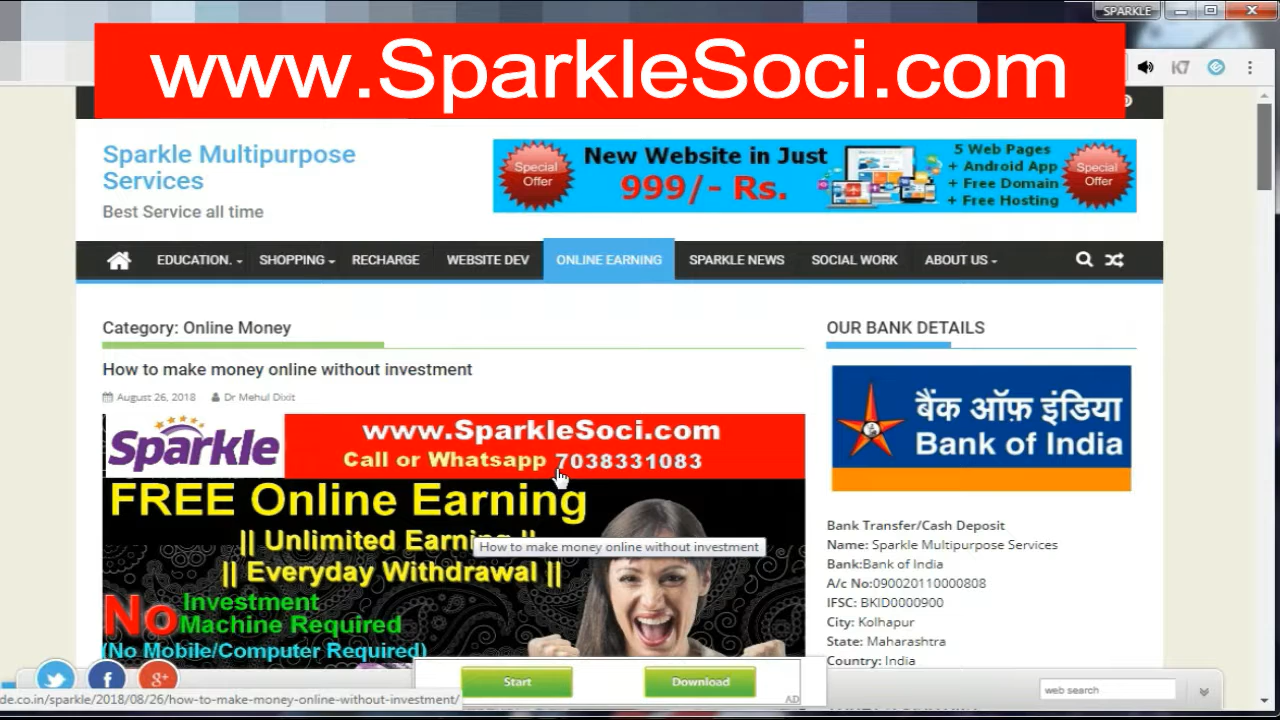 SPARKLE
www.SparkleSoci.com
K7
Sparkle Multipurpose
Services
Best Service all time
Special
Offer
New Website in Just
999/- Rs.
5 Web Pages
+ Android App
+ Free Domain
+ Free Hosting
Special
Offer
EDUCATION. SHOPPING RECHARGE WEBSITE DEV ONLINE EARNING SPARKLE NEWS SOCIAL WORK ABOUT US
Category: Online Money
How to make money online without investment
August 26, 2018 Dr Mehul Dixit
Sparkle
www.SparkleSoci.com
Call or Whatsapp 7038331083
FREE Online Earning
|| Unlimited Earning ||
How to make money online without investment
|| Everyday Withdrawal ||
No Investment
Machine Required
(No Mobile/Computer Required)
OUR BANK DETAILS
बैंक ऑफ़ इंडिया
Bank of India
Bank Transfer/Cash Deposit
Name: Sparkle Multipurpose Services
Bank:Bank of India
A/c No:090020110000808
IFSC: BKID0000900
City: Kolhapur
State: Maharashtra
Country: India
Start
Download
AD
web search
de.co.in/sparkle/2018/08/26/how-to-make-money-online-without-investment/